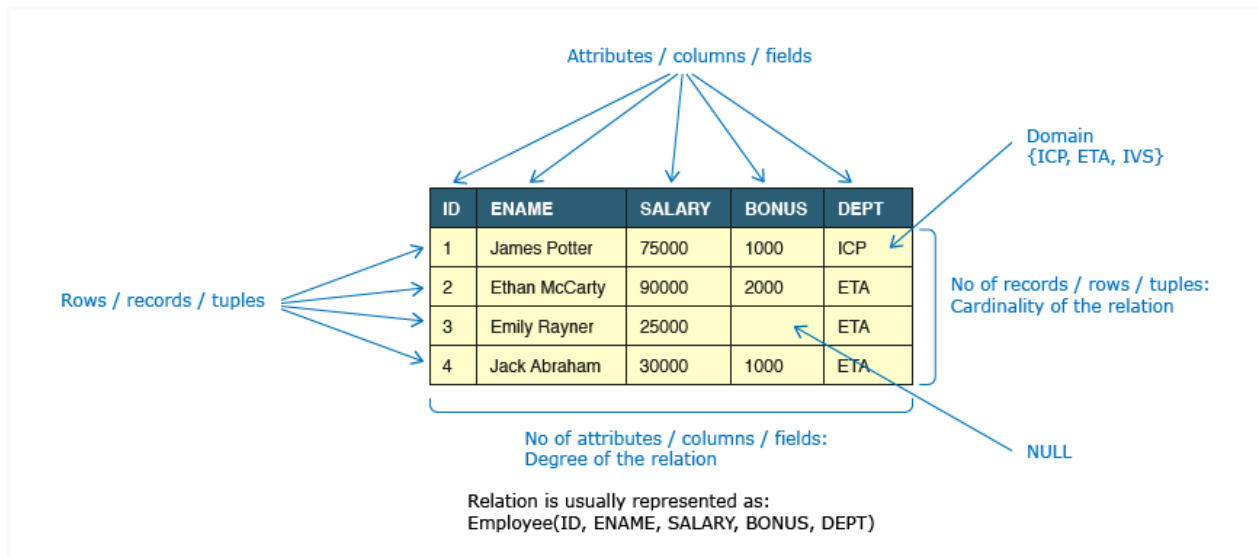 Attributes / columns / fields
Domain
{ICP, ETA, IVS}
ID ENAME SALARY BONUS DEPT
1 James Potter 75000 1000 ICP
2 Ethan McCarty 90000 2000 ETA
3 Emily Rayner 25000 ETA
4 Jack Abraham 30000 1000 ETA
Rows / records / tuples
No of records / rows / tuples:
Cardinality of the relation
No of attributes / columns / fields:
Degree of the relation
NULL
Relation is usually represented as:
Employee(ID, ENAME, SALARY, BONUS, DEPT)